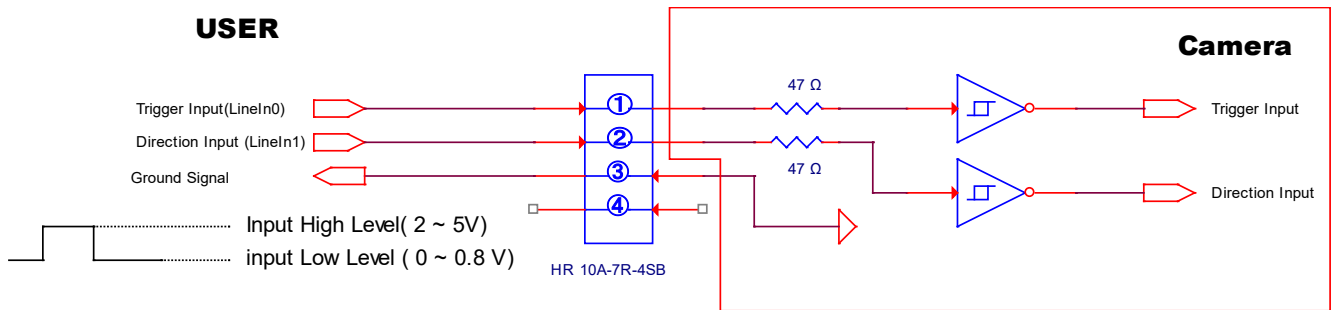 USER
Camera
47 Ω
Trigger Input(LineIn0)
①
Trigger Input
Direction Input (LineIn1)
②
47 Ω
Ground Signal
③
Direction Input
④
Input High Level( 2 ~ 5V)
input Low Level ( 0 ~ 0.8 V)
HR 10A-7R-4SB